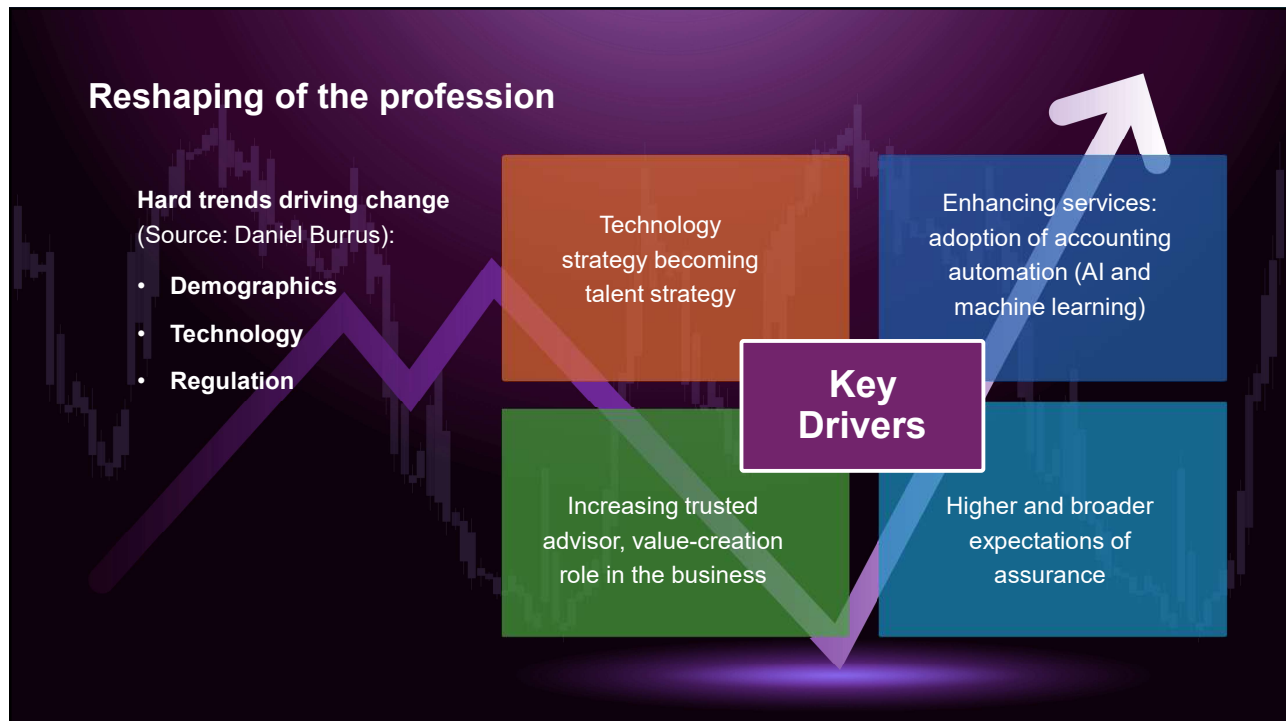 Reshaping of the profession
Hard trends driving change
(Source: Daniel Burrus):
• Demographics
• Technology
• Regulation
Technology
strategy becoming
talent strategy
Enhancing services:
adoption of accounting
automation (AI and
machine learning)
Key
Drivers
Increasing trusted
advisor, value-creation
role in the business
Higher and broader
expectations of
assurance